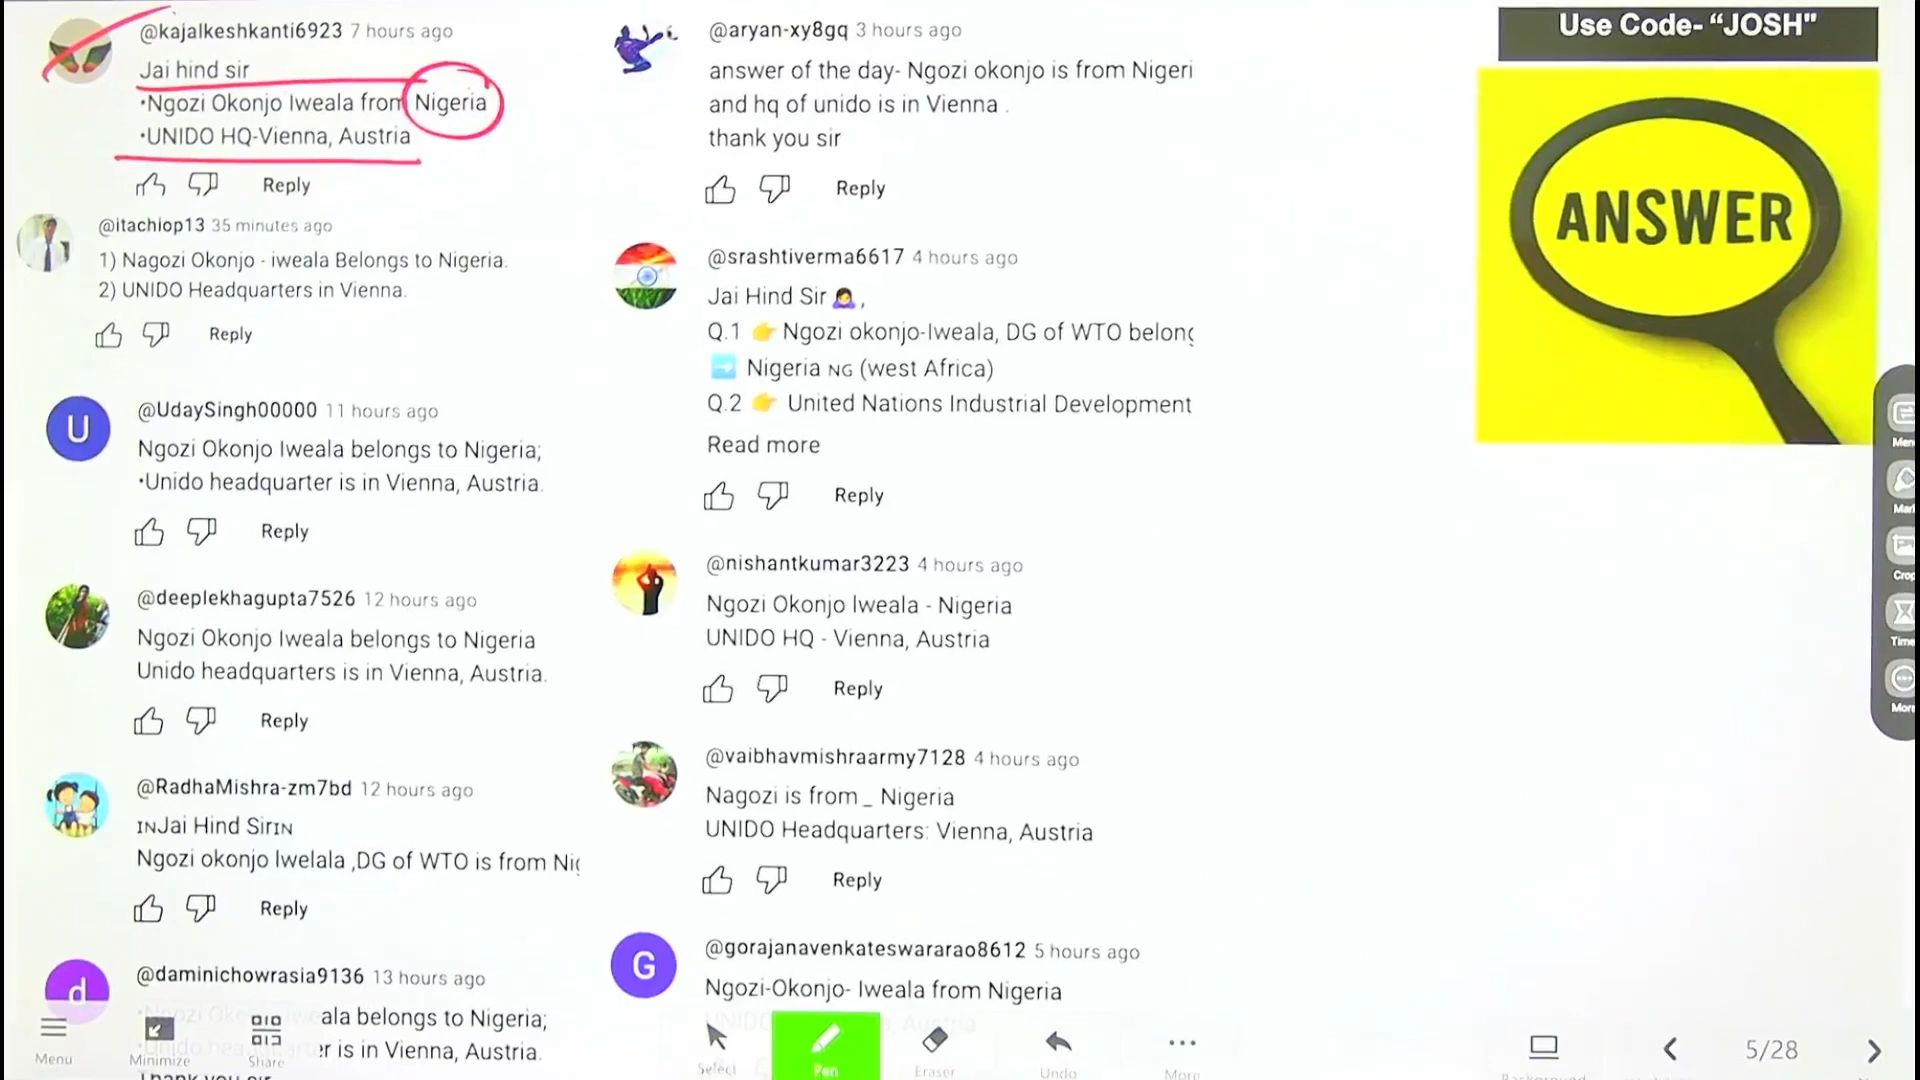 @kajalkeshkanti6923 7 hours ago
Jai hind sir
•Ngozi Okonjo Iweala from Nigeria
•UNIDO HQ-Vienna, Austria
Reply
@itachiop13 35 minutes ago
1) Nagozi Okonjo - iweala Belongs to Nigeria.
2) UNIDO Headquarters in Vienna.
Reply
U
@UdaySingh00000 11 hours ago
Ngozi Okonjo Iweala belongs to Nigeria;
•Unido headquarter is in Vienna, Austria.
Reply
@deeplekhagupta7526 12 hours ago
Ngozi Okonjo Iweala belongs to Nigeria
Unido headquarters is in Vienna, Austria.
Reply
@RadhaMishra-zm7bd 12 hours ago
INJai Hind SirIN
Ngozi okonjo Iwelala ,DG of WTO is from Nig
Reply
d
@daminichowrasia9136 13 hours ago
ala belongs to Nigeria;
r is in Vienna, Austria.
Thank you sir
@aryan-xy8gq 3 hours ago
answer of the day- Ngozi okonjo is from Nigeri
and hq of unido is in Vienna .
thank you sir
Reply
@srashtiverma6617 4 hours ago
Jai Hind Sir 🙇‍♀️,
Q.1 👉 Ngozi okonjo-Iweala, DG of WTO belong
➡️ Nigeria NG (west Africa)
Q.2 👉 United Nations Industrial Development
Read more
Reply
@nishantkumar3223 4 hours ago
Ngozi Okonjo Iweala - Nigeria
UNIDO HQ - Vienna, Austria
Reply
@vaibhavmishraarmy7128 4 hours ago
Nagozi is from _ Nigeria
UNIDO Headquarters: Vienna, Austria
Reply
G
@gorajanavenkateswararao8612 5 hours ago
Ngozi-Okonjo- Iweala from Nigeria
Use Code- “JOSH"
ANSWER
Menu
Minimize
Share
Select
Pen
Eraser
Undo
More
5/28